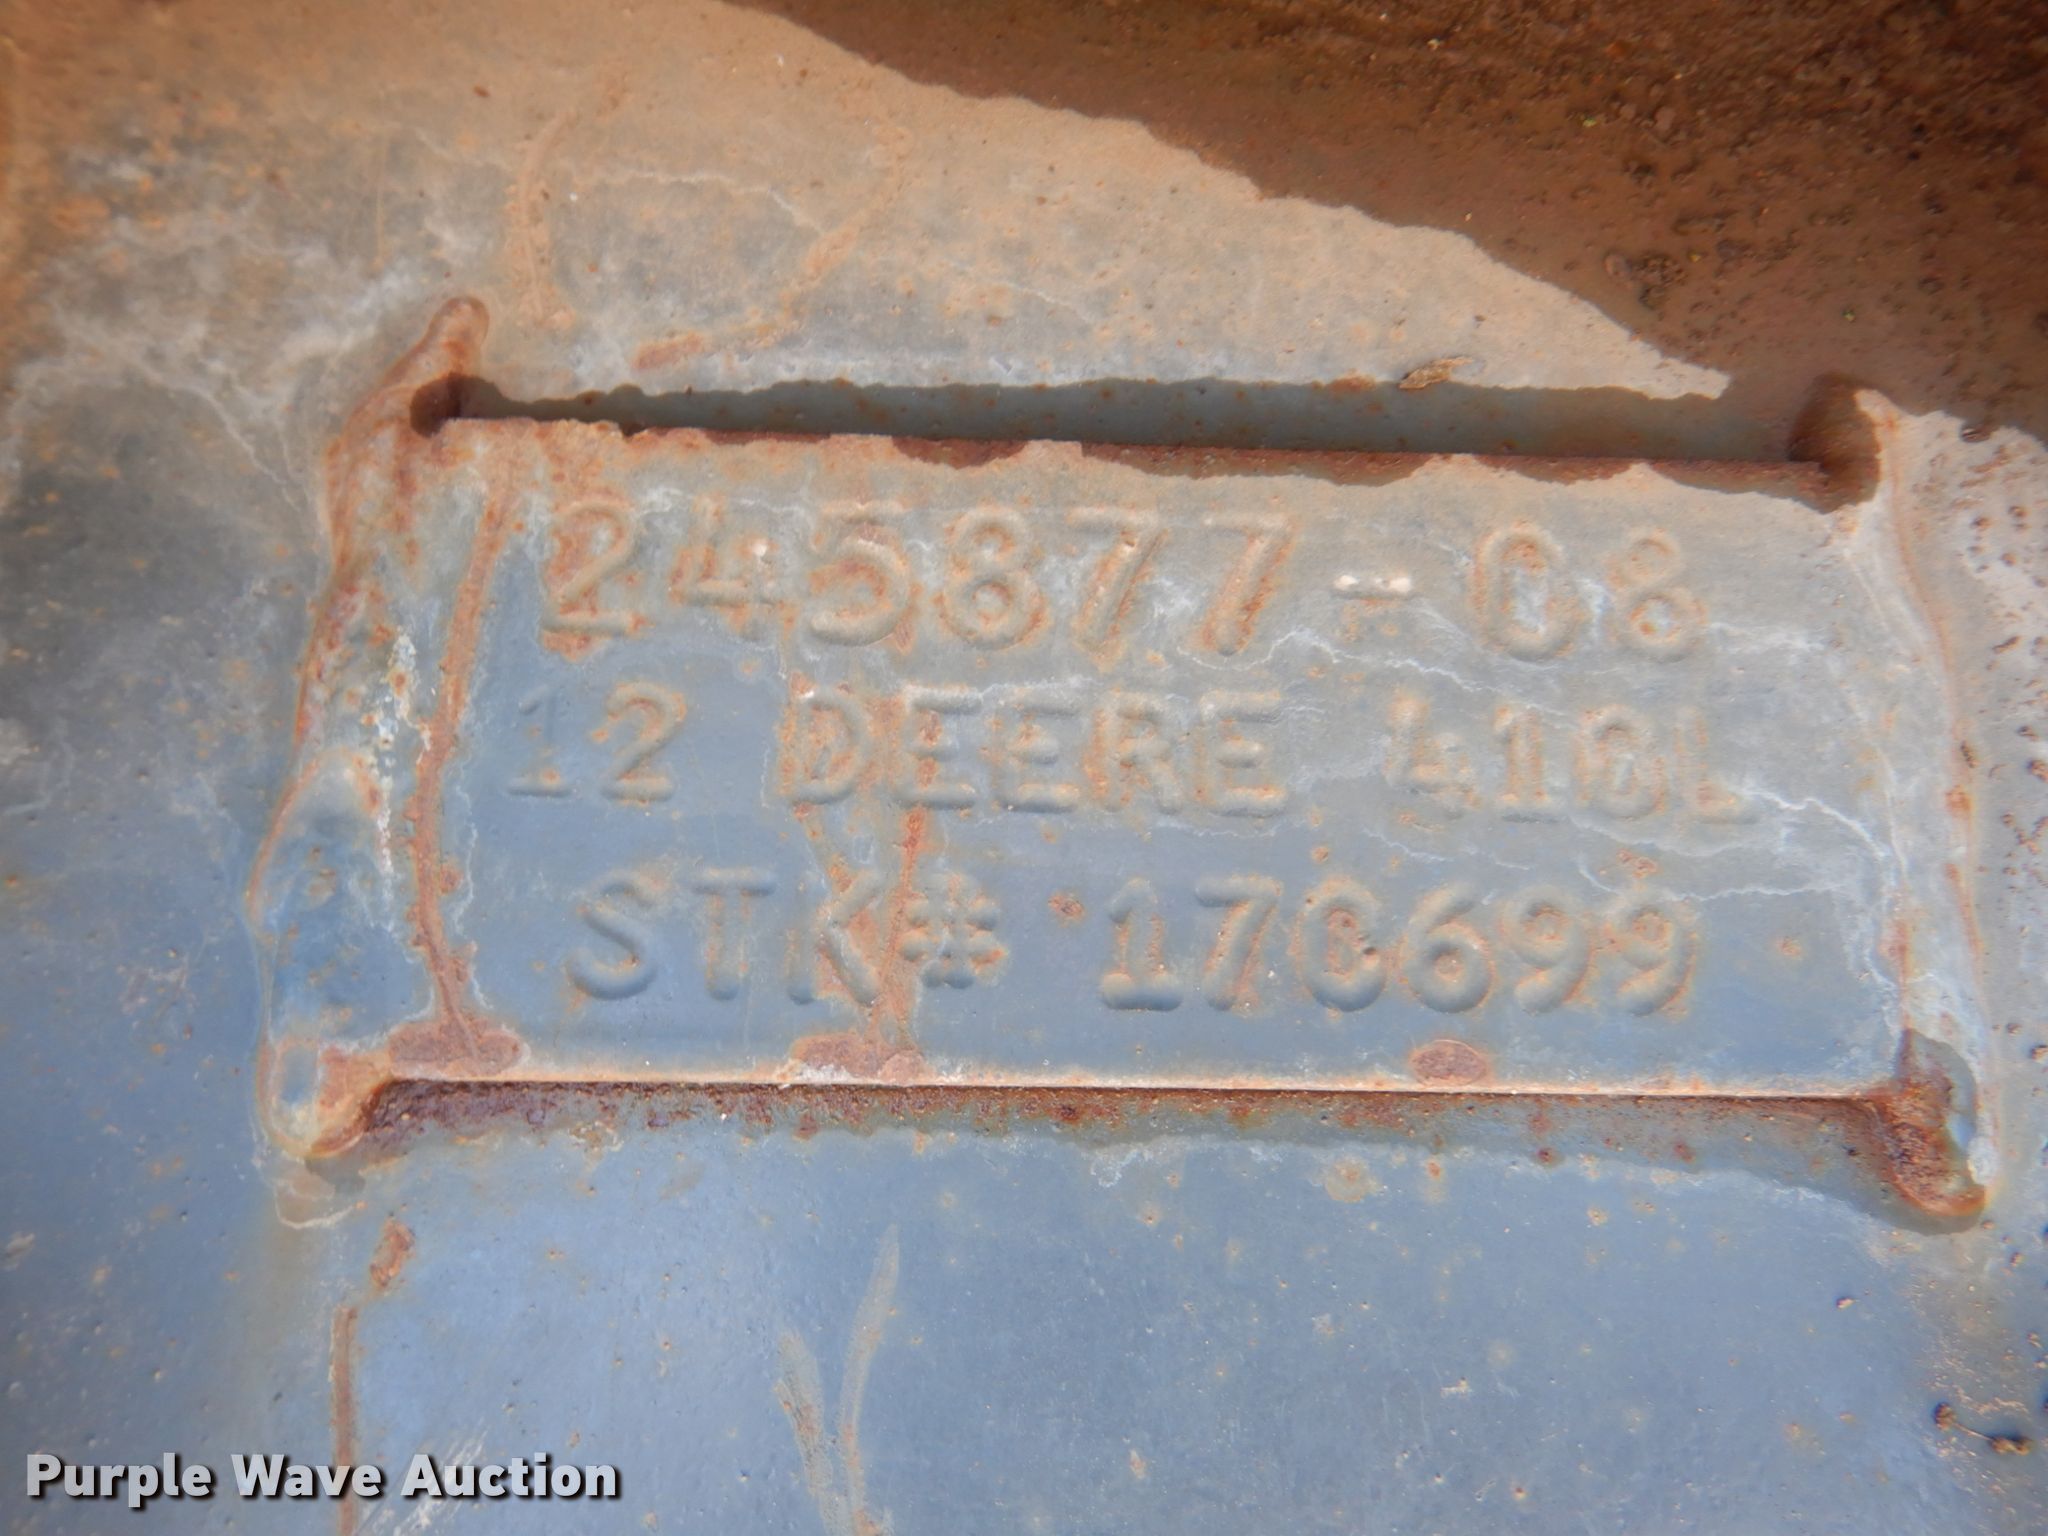 245877-08
12 DEERE 410L
STK# 170699
Purple Wave Auction